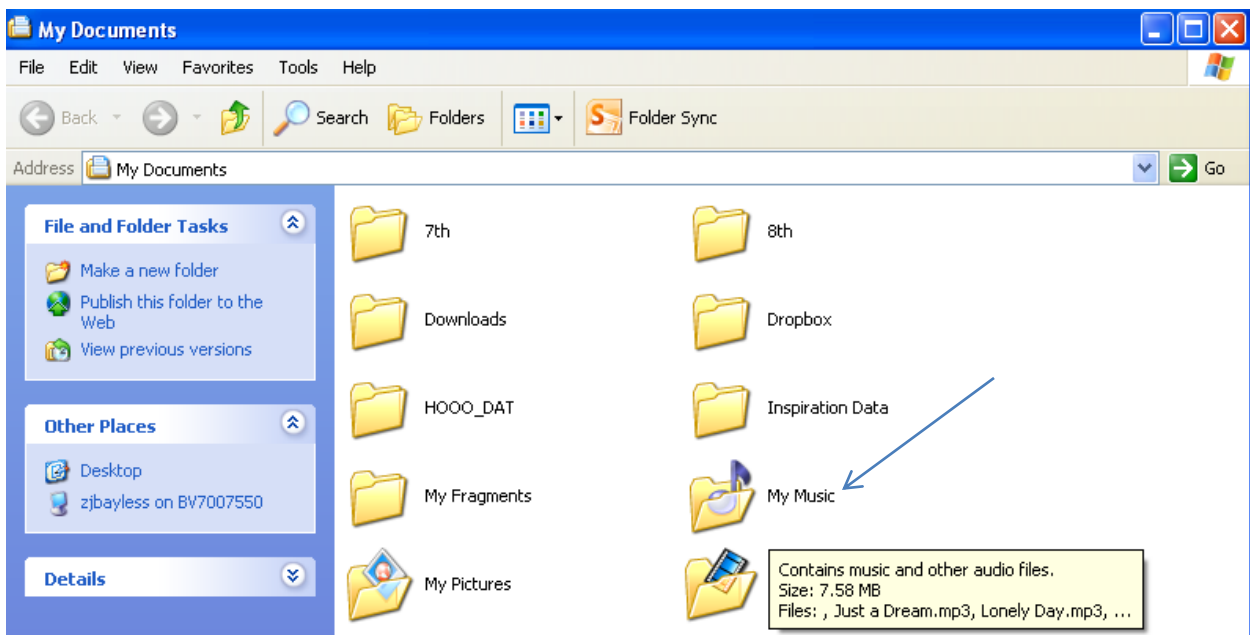 My Documents
File Edit View Favorites Tools Help
Back Search Folders Folder Sync
Address My Documents Go
File and Folder Tasks
Make a new folder
Publish this folder to the
Web
View previous versions
Other Places
Desktop
zjbayless on BV7007550
Details
7th 8th
Downloads Dropbox
HOOO_DAT Inspiration Data
My Fragments My Music
My Pictures
Contains music and other audio files.
Size: 7.58 MB
Files: , Just a Dream.mp3, Lonely Day.mp3, ...